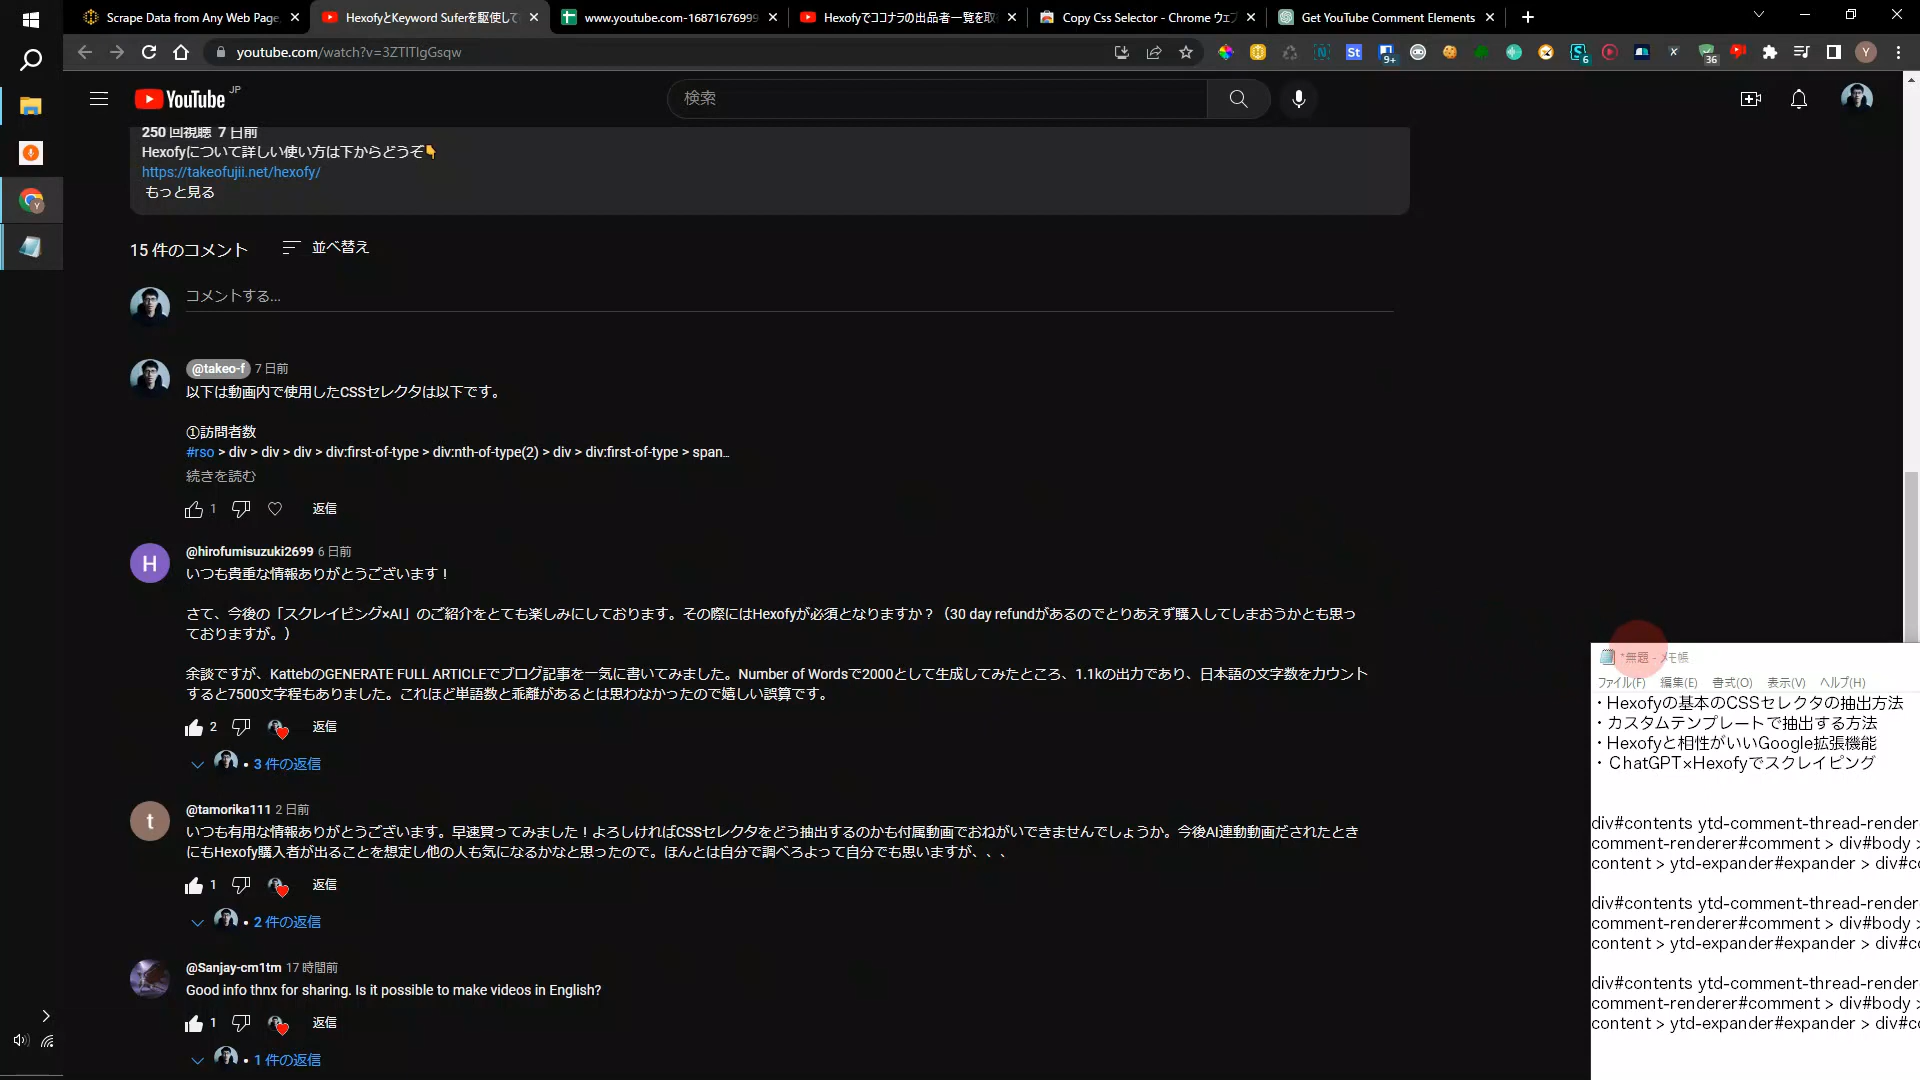 Scrape Data from Any Web Page
HexofyとKeyword Suferを駆使して
www.youtube.com-1687167699
Hexofyでココナラの出品者一覧を取
Copy Css Selector - Chrome ウェブ
Get YouTube Comment Elements
youtube.com/watch?v=3ZTlTlgGsqw
9+
6
36
Y
YouTube JP
検索
250 回視聴 7 日前
Hexofyについて詳しい使い方は下からどうぞ👇
https://takeofujii.net/hexofy/
もっと見る
15 件のコメント
並べ替え
コメントする...
@takeo-f 7 日前
以下は動画内で使用したCSSセレクタは以下です。
①訪問者数
#rso > div > div > div > div:first-of-type > div:nth-of-type(2) > div > div:first-of-type > span...
続きを読む
1 返信
H
@hirofumisuzuki2699 6 日前
いつも貴重な情報ありがとうございます！
さて、今後の「スクレイピング×AI」のご紹介をとても楽しみにしております。その際にはHexofyが必須となりますか？（30 day refundがあるのでとりあえず購入してしまおうかとも思っ
ておりますが。）
余談ですが、KattebのGENERATE FULL ARTICLEでブログ記事を一気に書いてみました。Number of Wordsで2000として生成してみたところ、1.1kの出力であり、日本語の文字数をカウント
すると7500文字程もありました。これほど単語数と乖離があるとは思わなかったので嬉しい誤算です。
2 返信
• 3 件の返信
t
@tamorika111 2 日前
いつも有用な情報ありがとうございます。早速買ってみました！よろしければCSSセレクタをどう抽出するのかも付属動画でおねがいできませんでしょうか。今後AI連動動画だされたとき
にもHexofy購入者が出ることを想定し他の人も気になるかなと思ったので。ほんとは自分で調べろよって自分でも思いますが、、、
1 返信
• 2 件の返信
@Sanjay-cm1tm 17 時間前
Good info thnx for sharing. Is it possible to make videos in English?
1 返信
• 1 件の返信
*無題 - メモ帳
ファイル(F) 編集(E) 書式(O) 表示(V) ヘルプ(H)
・Hexofyの基本のCSSセレクタの抽出方法
・カスタムテンプレートで抽出する方法
・Hexofyと相性がいいGoogle拡張機能
・ChatGPT×Hexofyでスクレイピング
div#contents ytd-comment-thread-render
comment-renderer#comment > div#body >
content > ytd-expander#expander > div#co
div#contents ytd-comment-thread-render
comment-renderer#comment > div#body >
content > ytd-expander#expander > div#co
div#contents ytd-comment-thread-render
comment-renderer#comment > div#body >
content > ytd-expander#expander > div#co